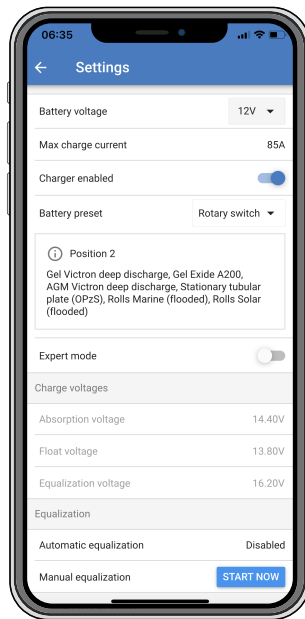 06:35
Settings
Battery voltage 12V
Max charge current 85A
Charger enabled
Battery preset Rotary switch
Position 2
Gel Victron deep discharge, Gel Exide A200,
AGM Victron deep discharge, Stationary tubular
plate (OPzS), Rolls Marine (flooded), Rolls Solar
(flooded)
Expert mode
Charge voltages
Absorption voltage 14.40V
Float voltage 13.80V
Equalization voltage 16.20V
Equalization
Automatic equalization Disabled
Manual equalization START NOW